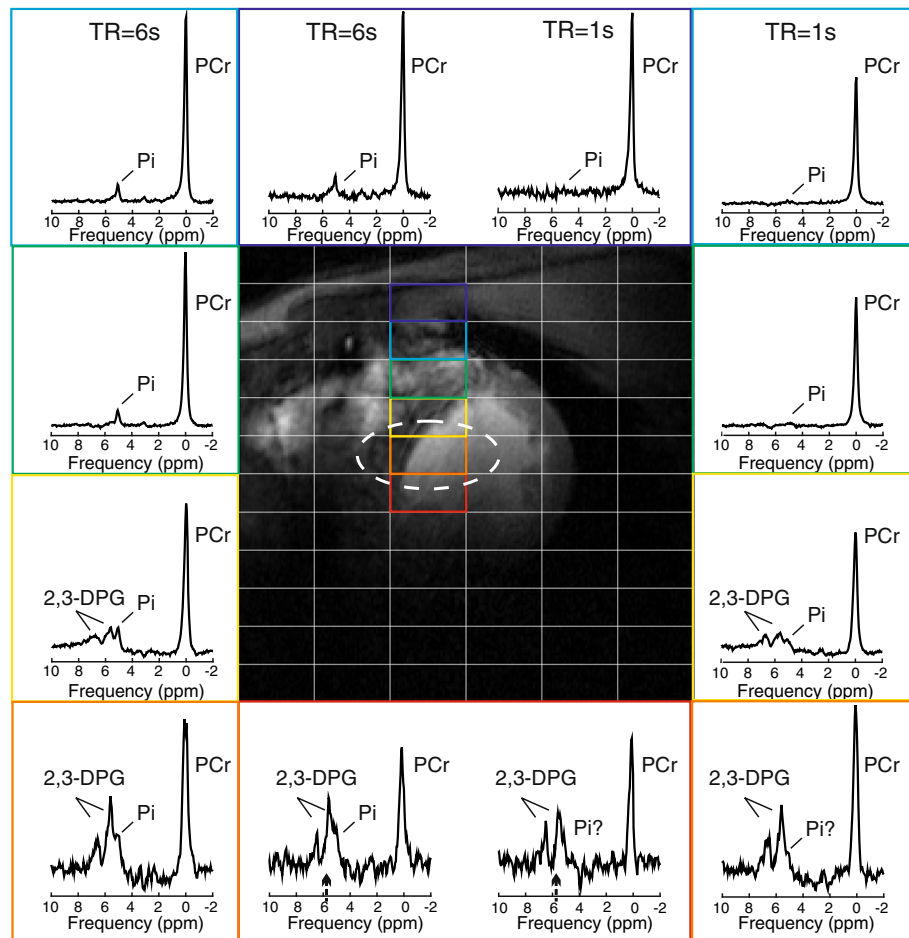 TR=6s
TR=6s
TR=1s
TR=1s
PCr
PCr
PCr
PCr
Pi
Pi
Pi
Pi
10 8 6 4 2 0 -2
10 8 6 4 2 0 -2
10 8 6 4 2 0 -2
10 8 6 4 2 0 -2
Frequency (ppm)
Frequency (ppm)
Frequency (ppm)
Frequency (ppm)
PCr
PCr
Pi
Pi
10 8 6 4 2 0 -2
10 8 6 4 2 0 -2
Frequency (ppm)
Frequency (ppm)
PCr
PCr
2,3-DPG Pi
2,3-DPG Pi
10 8 6 4 2 0 -2
10 8 6 4 2 0 -2
Frequency (ppm)
Frequency (ppm)
PCr
PCr
PCr
PCr
2,3-DPG
2,3-DPG
2,3-DPG
2,3-DPG
Pi
Pi
Pi?
Pi?
10 8 6 4 2 0 -2
10 8 6 4 2 0 -2
10 8 6 4 2 0 -2
10 8 6 4 2 0 -2
Frequency (ppm)
Frequency (ppm)
Frequency (ppm)
Frequency (ppm)